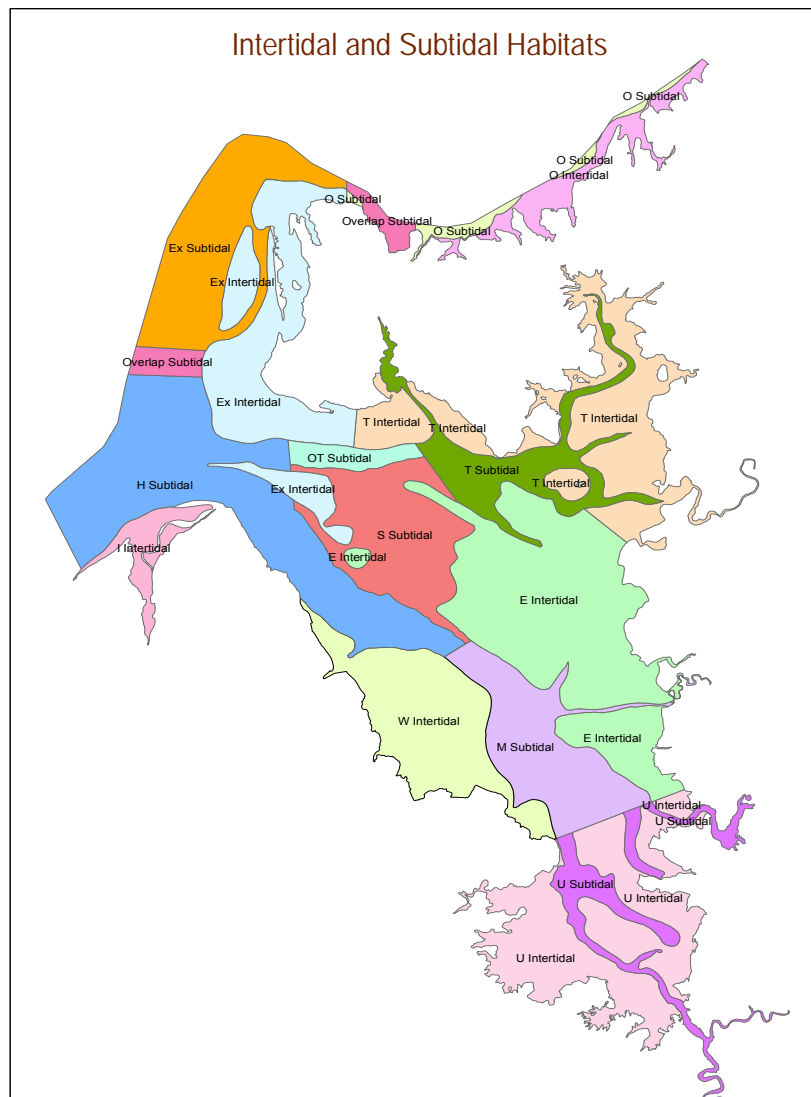 Intertidal and Subtidal Habitats
O Subtidal
O Subtidal
O Intertidal
O Subtidal
Overlap Subtidal
O Subtidal
Ex Subtidal
Ex Intertidal
Overlap Subtidal
Ex Intertidal
T Intertidal
T Intertidal
T Intertidal
OT Subtidal
T Subtidal
H Subtidal
Ex Intertidal
T Intertidal
S Subtidal
I Intertidal
E Intertidal
E Intertidal
W Intertidal
E Intertidal
M Subtidal
U Intertidal
U Subtidal
U Subtidal
U Intertidal
U Intertidal